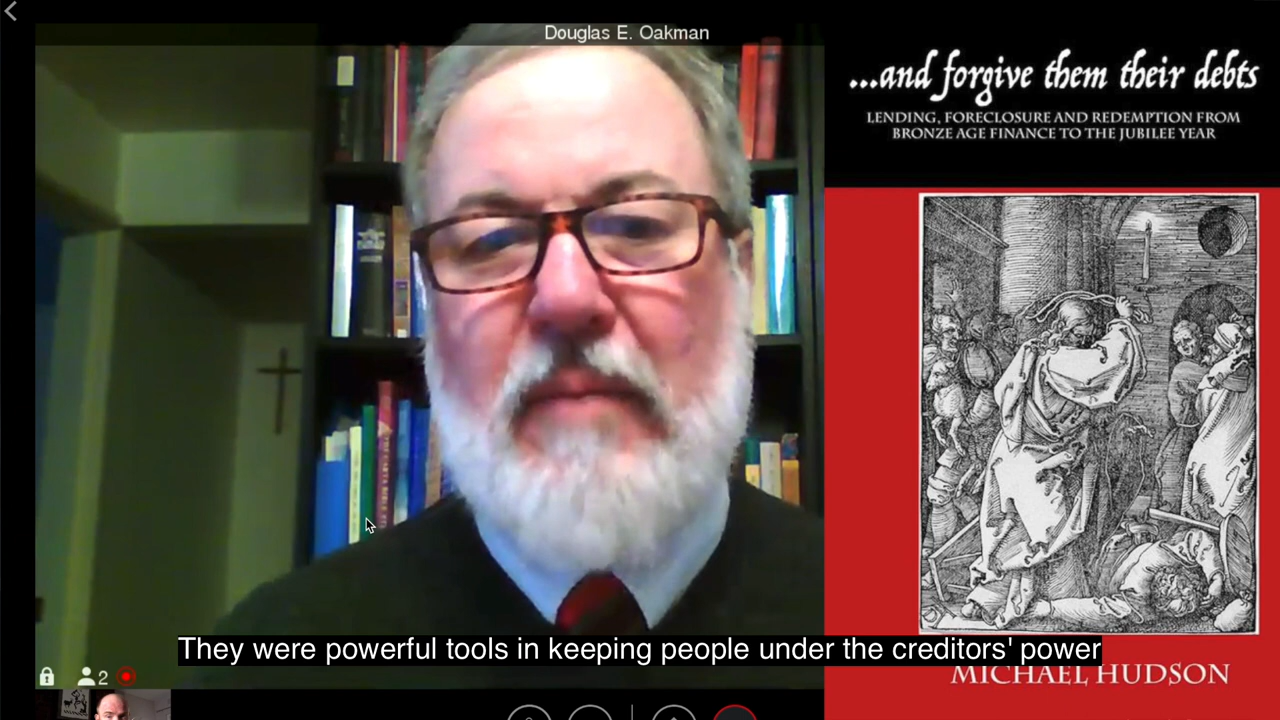 Douglas E. Oakman
...and forgive them their debts
LENDING, FORECLOSURE AND REDEMPTION FROM
BRONZE AGE FINANCE TO THE JUBILEE YEAR
They were powerful tools in keeping people under the creditors' power
2
MICHAEL HUDSON